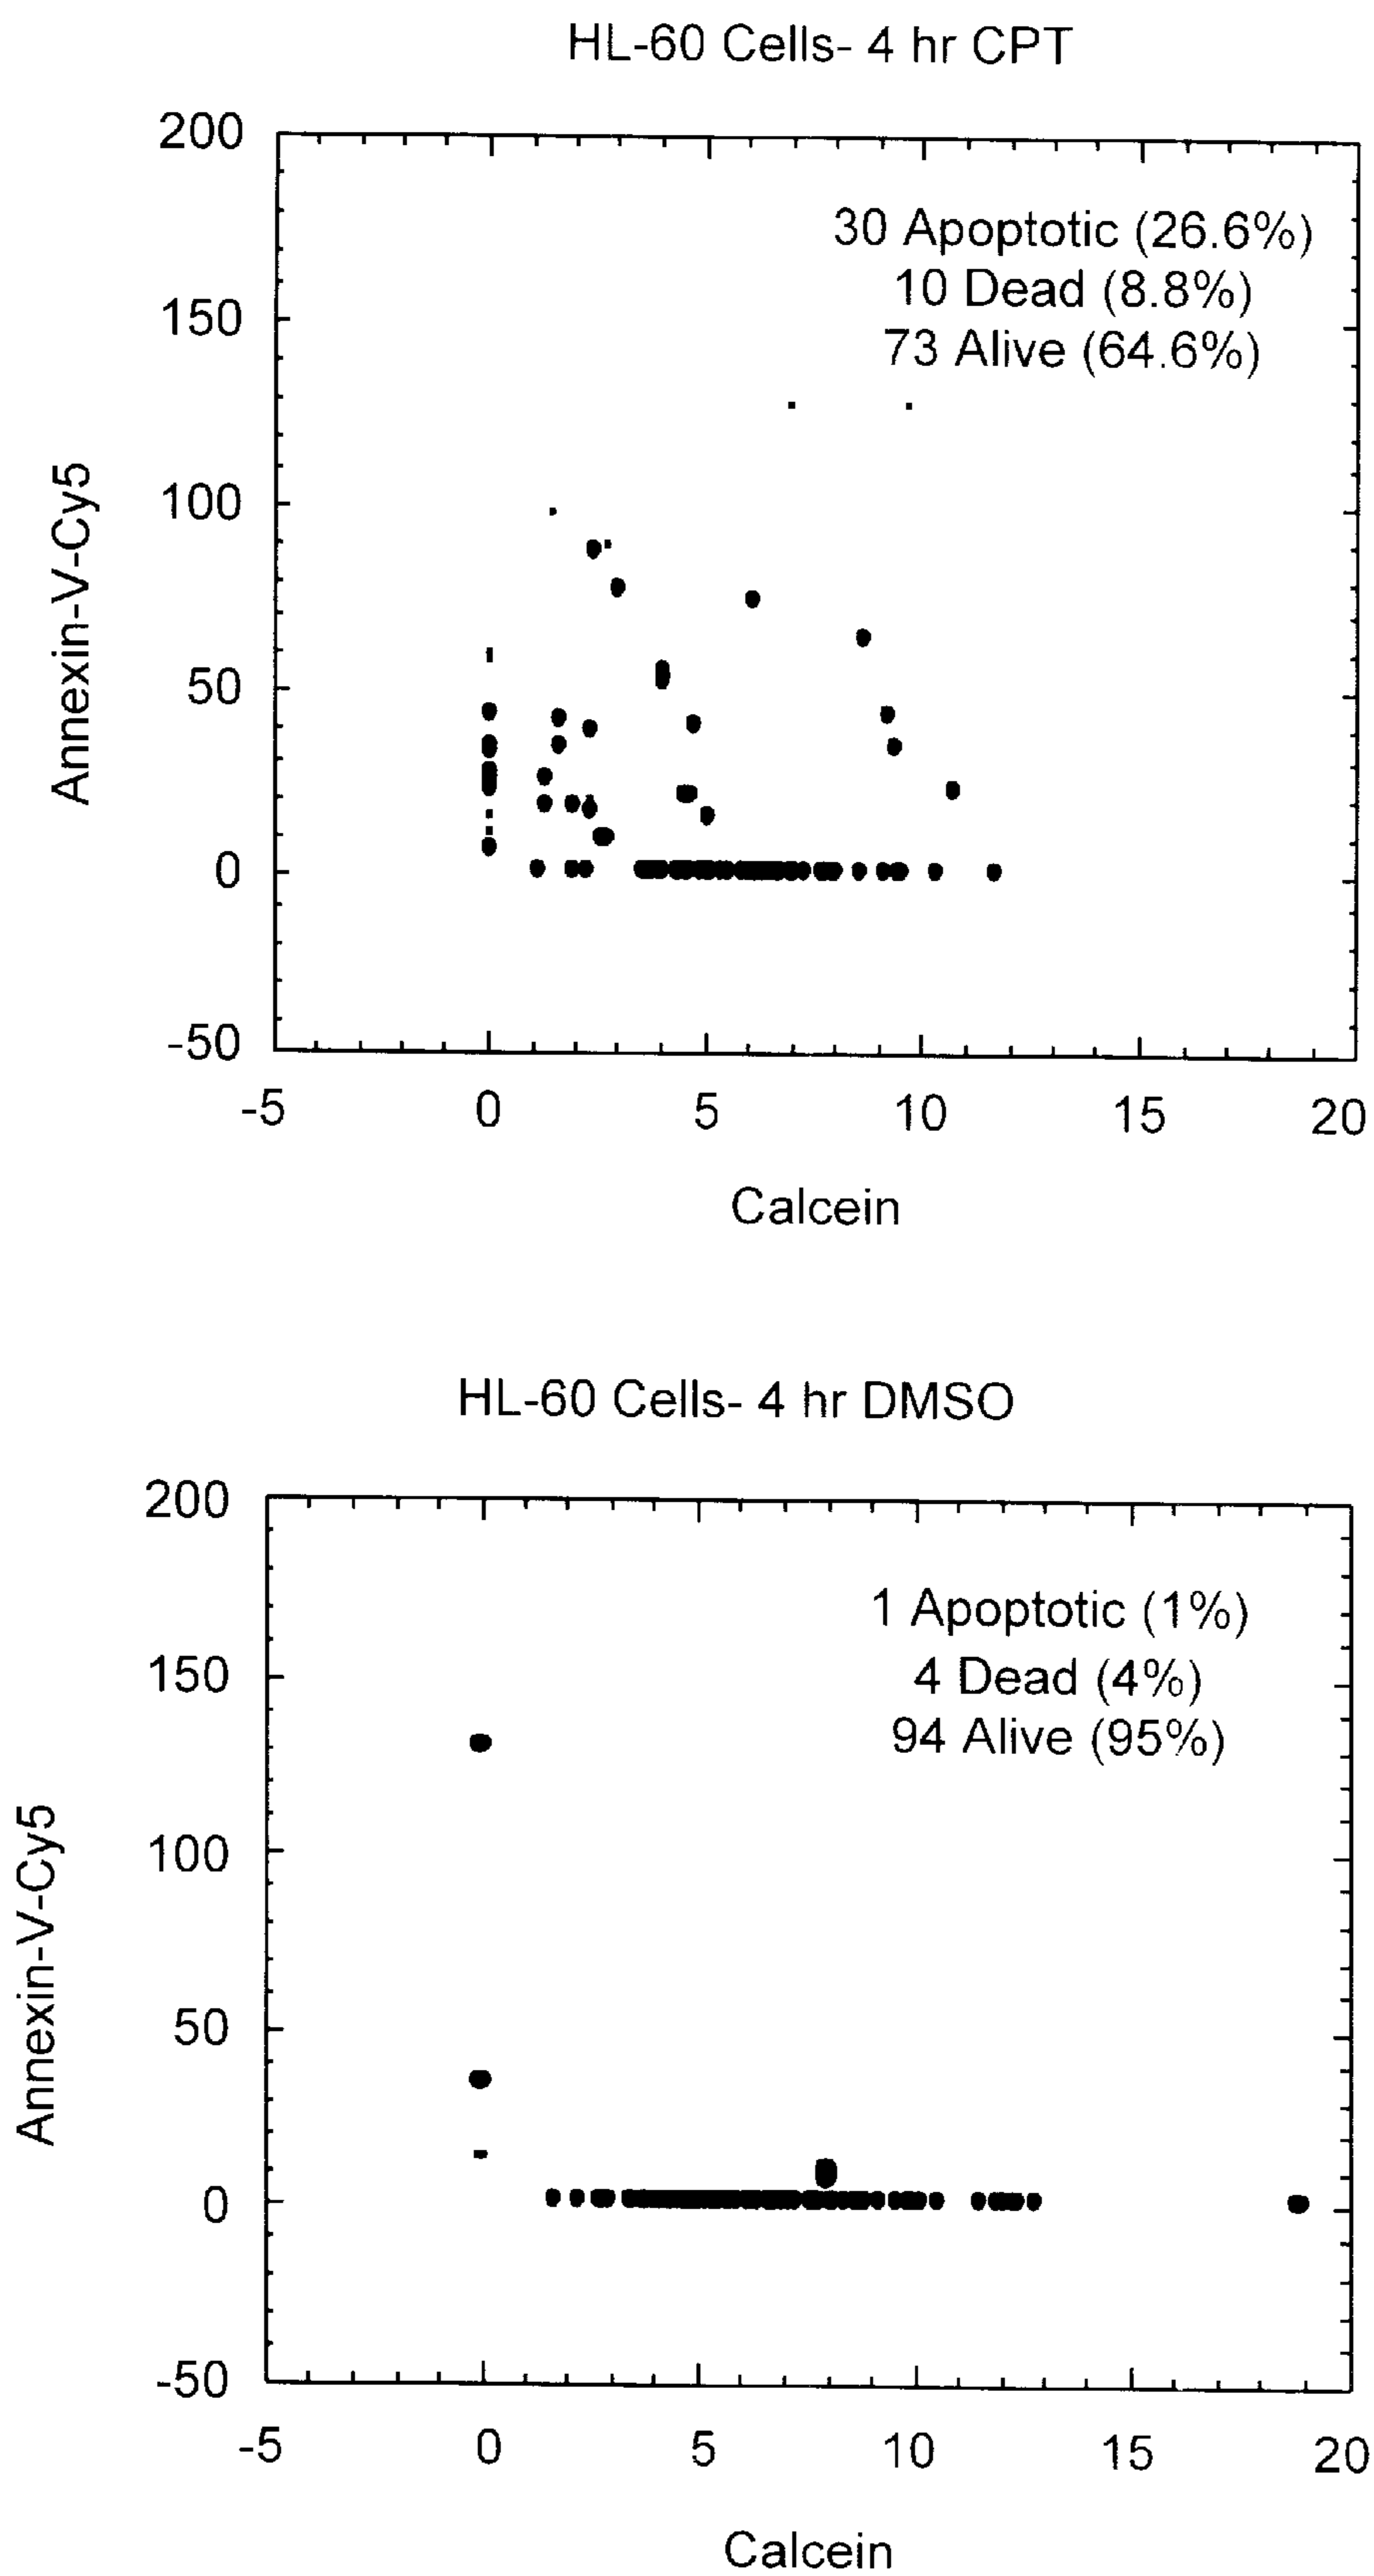 HL-60 Cells- 4 hr CPT
200
150
100
50
0
-50
Annexin-V-Cy5
30 Apoptotic (26.6%)
10 Dead (8.8%)
73 Alive (64.6%)
-5 0 5 10 15 20
Calcein
HL-60 Cells- 4 hr DMSO
200
150
100
50
0
-50
Annexin-V-Cy5
1 Apoptotic (1%)
4 Dead (4%)
94 Alive (95%)
-5 0 5 10 15 20
Calcein